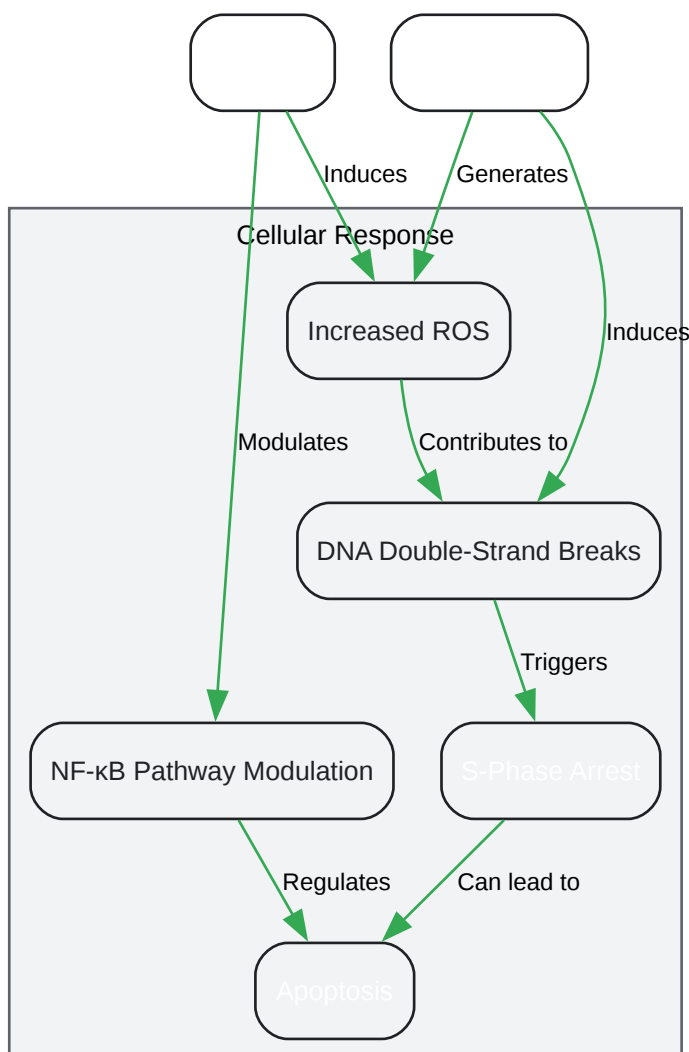 Induces
Generates
Cellular Response
Increased ROS
Induces
Modulates
Contributes to
DNA Double-Strand Breaks
Triggers
NF-κB Pathway Modulation
S-Phase Arrest
Regulates
Can lead to
Apoptosis